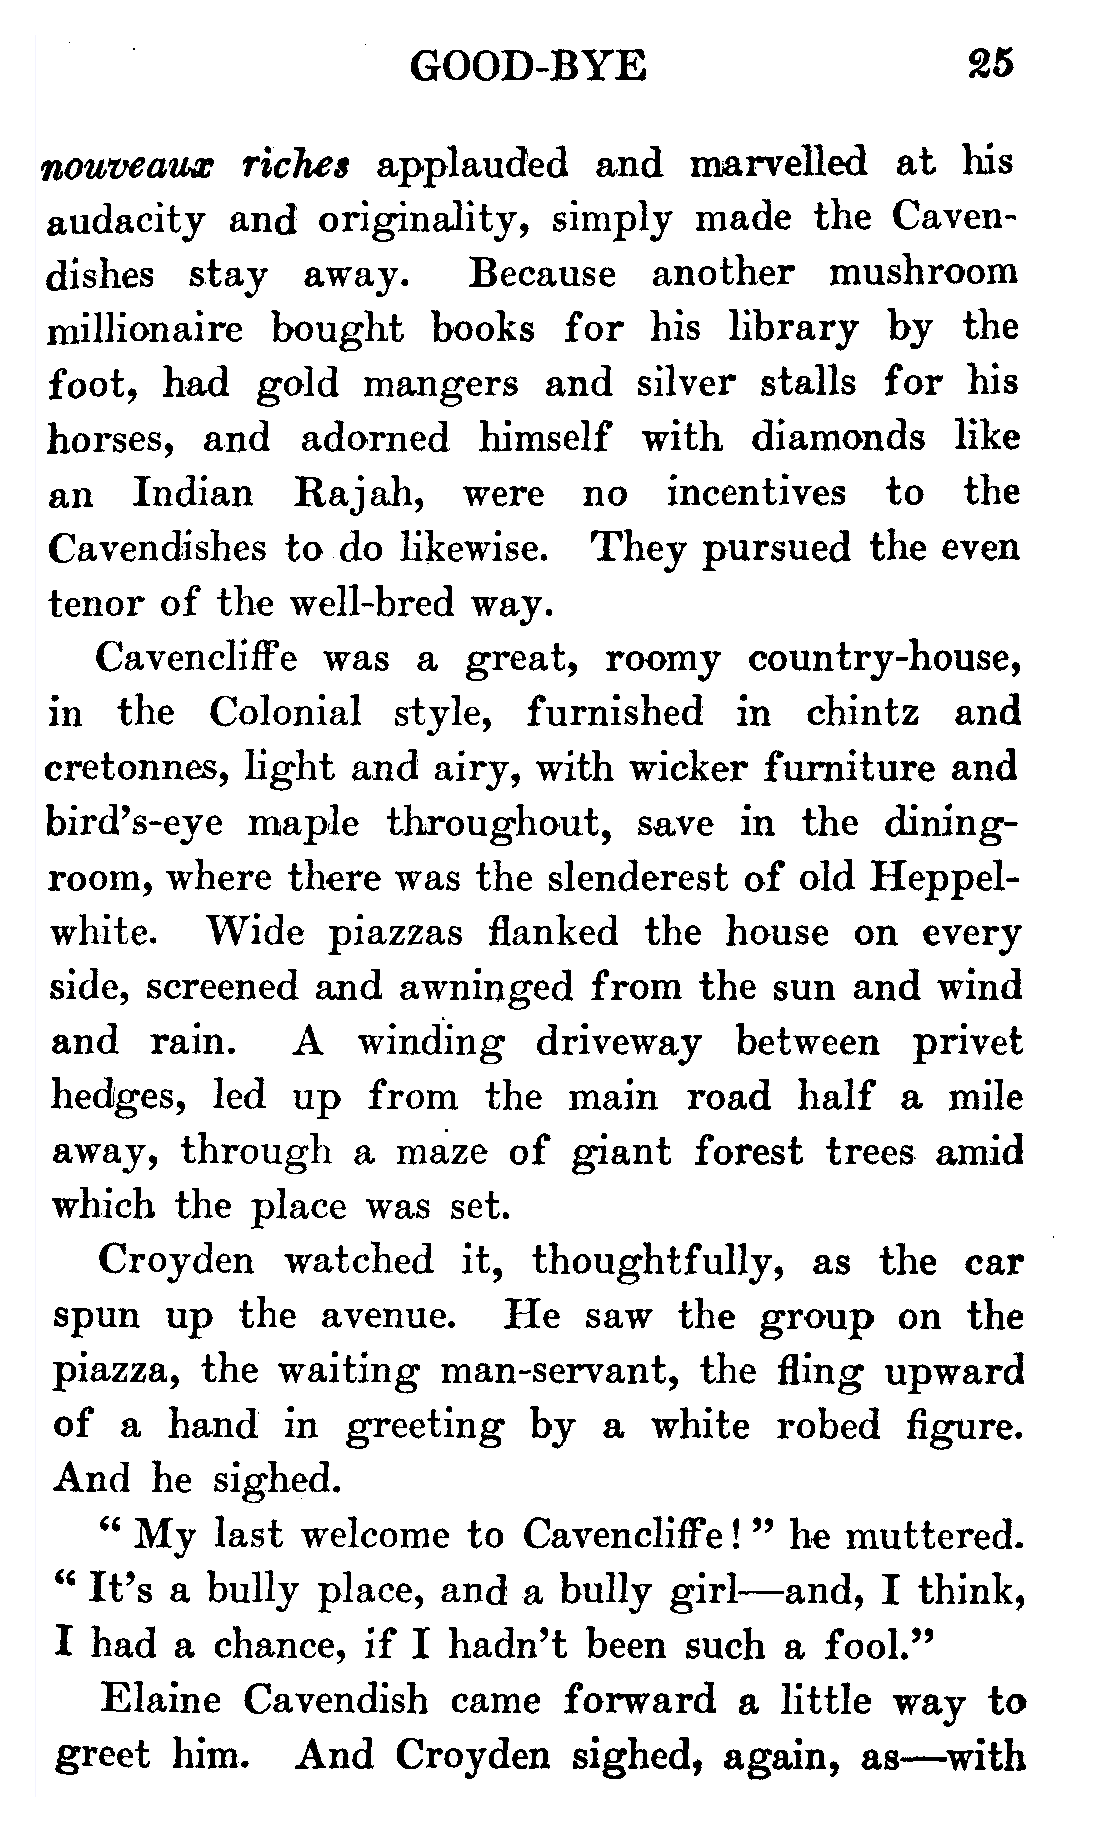 GOOD-BYE 25
nouveaux riches applauded and marvelled at his
audacity and originality, simply made the Caven-
dishes stay away. Because another mushroom
millionaire bought books for his library by the
foot, had gold mangers and silver stalls for his
horses, and adorned himself with diamonds like
an Indian Rajah, were no incentives to the
Cavendishes to do likewise. They pursued the even
tenor of the well-bred way.
Cavencliffe was a great, roomy country-house,
in the Colonial style, furnished in chintz and
cretonnes, light and airy, with wicker furniture and
bird's-eye maple throughout, save in the dining-
room, where there was the slenderest of old Heppel-
white. Wide piazzas flanked the house on every
side, screened and awninged from the sun and wind
and rain. A winding driveway between privet
hedges, led up from the main road half a mile
away, through a maze of giant forest trees amid
which the place was set.
Croyden watched it, thoughtfully, as the car
spun up the avenue. He saw the group on the
piazza, the waiting man-servant, the fling upward
of a hand in greeting by a white robed figure.
And he sighed.
" My last welcome to Cavencliffe! " he muttered.
" It's a bully place, and a bully girl—and, I think,
I had a chance, if I hadn't been such a fool."
Elaine Cavendish came forward a little way to
greet him. And Croyden sighed, again, as—with